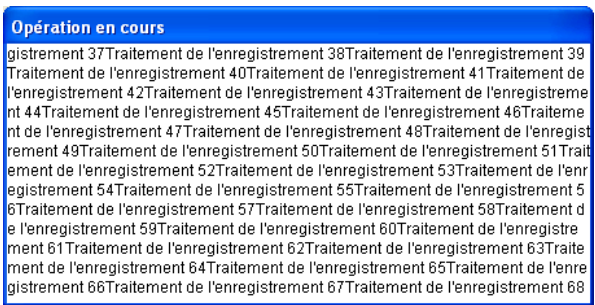 Opération en cours
gistrement 37Traitement de l'enregistrement 38Traitement de l'enregistrement 39
Traitement de l'enregistrement 40Traitement de l'enregistrement 41Traitement de
l'enregistrement 42Traitement de l'enregistrement 43Traitement de l'enregistreme
nt 44Traitement de l'enregistrement 45Traitement de l'enregistrement 46Traiteme
nt de l'enregistrement 47Traitement de l'enregistrement 48Traitement de l'enregist
rement 49Traitement de l'enregistrement 50Traitement de l'enregistrement 51Trait
ement de l'enregistrement 52Traitement de l'enregistrement 53Traitement de l'enr
egistrement 54Traitement de l'enregistrement 55Traitement de l'enregistrement 5
6Traitement de l'enregistrement 57Traitement de l'enregistrement 58Traitement d
e l'enregistrement 59Traitement de l'enregistrement 60Traitement de l'enregistre
ment 61Traitement de l'enregistrement 62Traitement de l'enregistrement 63Traite
ment de l'enregistrement 64Traitement de l'enregistrement 65Traitement de l'enre
gistrement 66Traitement de l'enregistrement 67Traitement de l'enregistrement 68